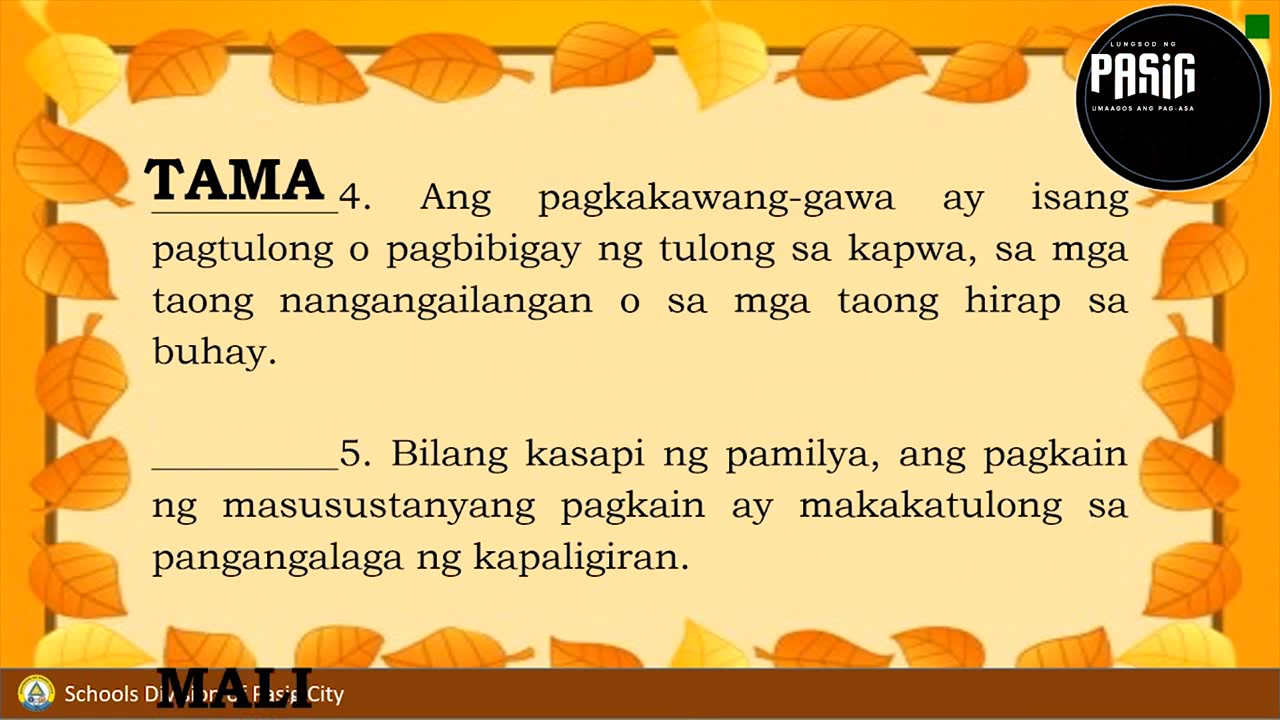 LUNGSOD NG
PASiG
UMAAGOS ANG PAG-ASA
TAMA 4. Ang pagkakawang-gawa ay isang
pagtulong o pagbibigay ng tulong sa kapwa, sa mga
taong nangangailangan o sa mga taong hirap sa
buhay.
__________5. Bilang kasapi ng pamilya, ang pagkain
ng masusustanyang pagkain ay makakatulong sa
pangangalaga ng kapaligiran.
MALI
Schools Division of Pasig City